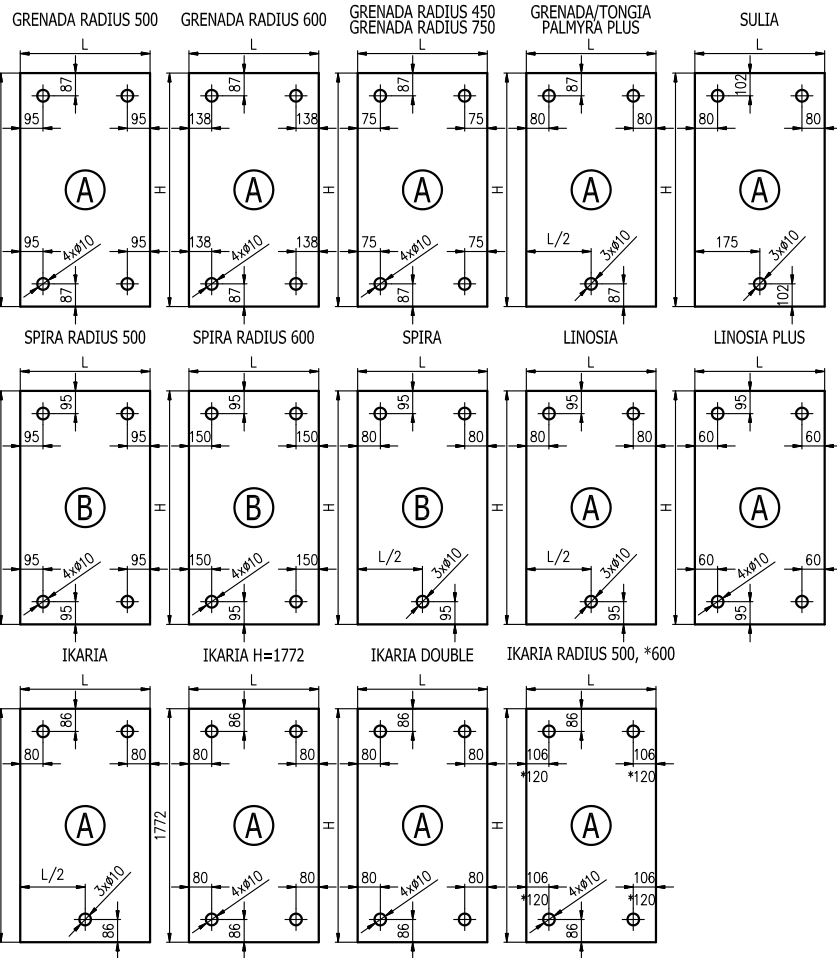 GRENADA RADIUS 500
L
87
95 95
A
95 95
4xø10
87
GRENADA RADIUS 600
L
87
138 138
H
A
138 138
4xø10
87
GRENADA RADIUS 450
GRENADA RADIUS 750
L
87
75 75
H
A
75 75
4xø10
87
GRENADA/TONGIA
PALMYRA PLUS
L
87
80 80
H
A
L/2
3xø10
87
SULIA
L
102
80 80
H
A
175
3xø10
102
SPIRA RADIUS 500
L
95
95 95
B
95 95
4xø10
95
SPIRA RADIUS 600
L
95
150 150
H
B
150 150
4xø10
95
SPIRA
L
95
80 80
H
B
L/2
3xø10
95
LINOSIA
L
95
80 80
H
A
L/2
3xø10
95
LINOSIA PLUS
L
95
60 60
H
A
60 60
4xø10
95
IKARIA
L
86
80 80
A
L/2
3xø10
86
IKARIA H=1772
L
86
80 80
1772
A
80 80
4xø10
86
IKARIA DOUBLE
L
86
80 80
H
A
80 80
4xø10
86
IKARIA RADIUS 500, *600
L
86
106 106
*120 *120
H
A
106 106
*120 *120
4xø10
86